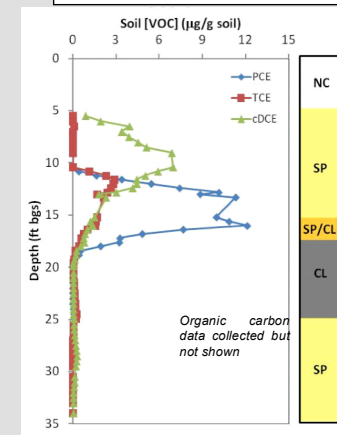 Soil [VOC] (µg/g soil)
0 3 6 9 12 15
0
5
10
15
20
25
30
35
Depth (ft bgs)
PCE
TCE
cDCE
Organic carbon
data collected but
not shown
NC
SP
SP/CL
CL
SP